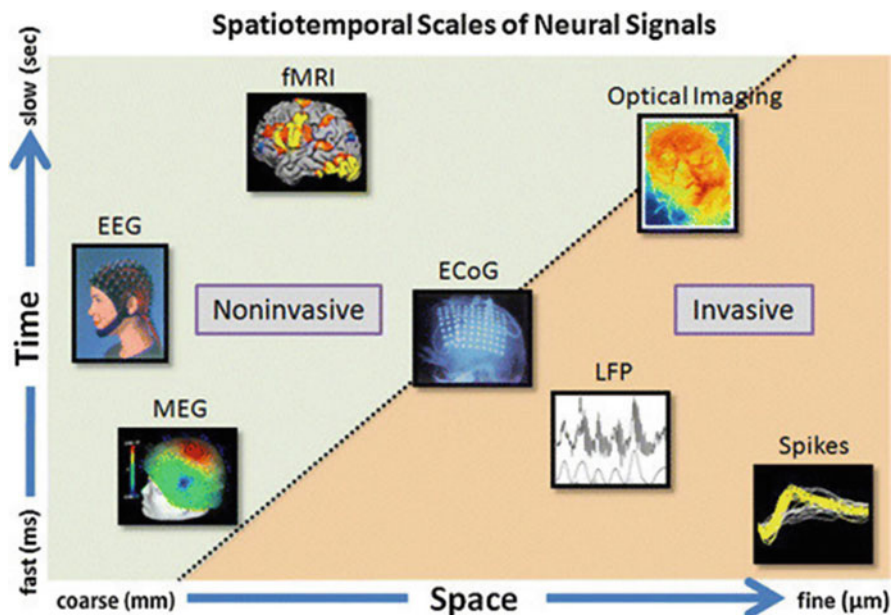 Spatiotemporal Scales of Neural Signals
slow (sec)
fMRI
Optical Imaging
EEG
ECoG
Noninvasive
Invasive
Time
LFP
MEG
Spikes
fast (ms)
coarse (mm)
Space
fine (µm)